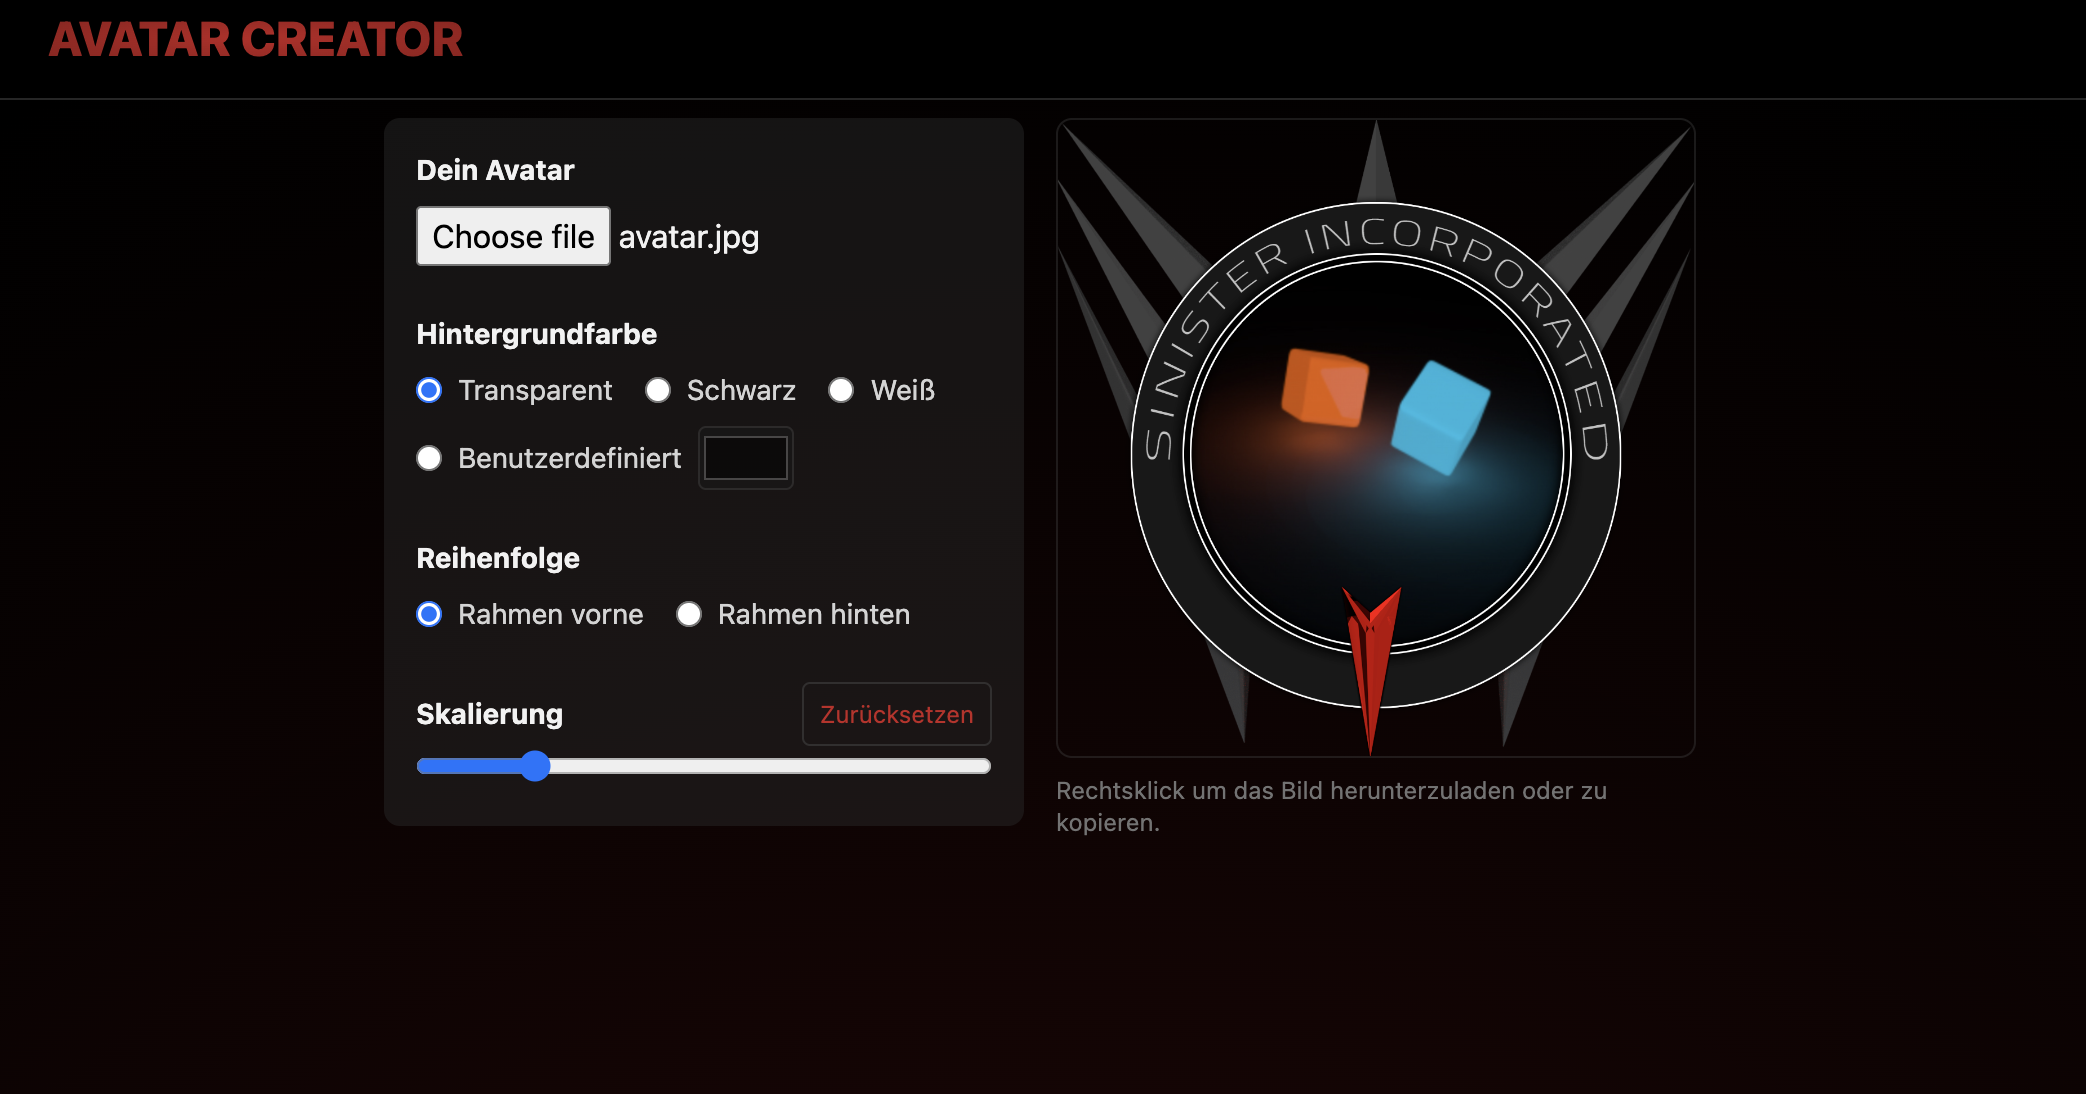 AVATAR CREATOR
Dein Avatar
Choose file avatar.jpg
Hintergrundfarbe
Transparent Schwarz Weiß
Benutzerdefiniert
Reihenfolge
Rahmen vorne Rahmen hinten
Skalierung Zurücksetzen
SINISTER INCORPORATED
Rechtsklick um das Bild herunterzuladen oder zu
kopieren.